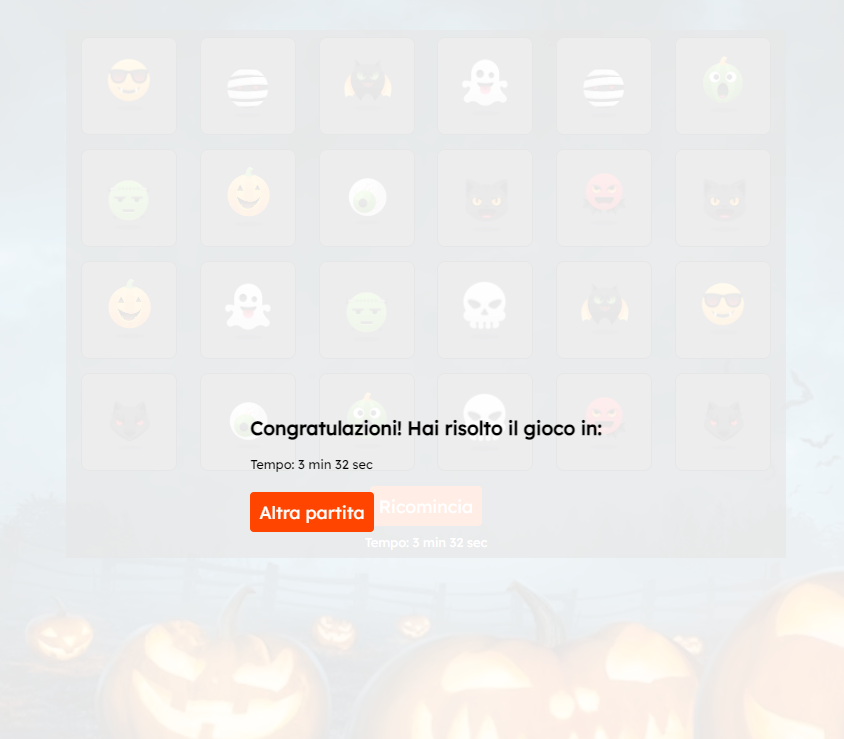 Congratulazioni! Hai risolto il gioco in:
Tempo: 3 min 32 sec
Altra partita
Ricomincia
Tempo: 3 min 32 sec